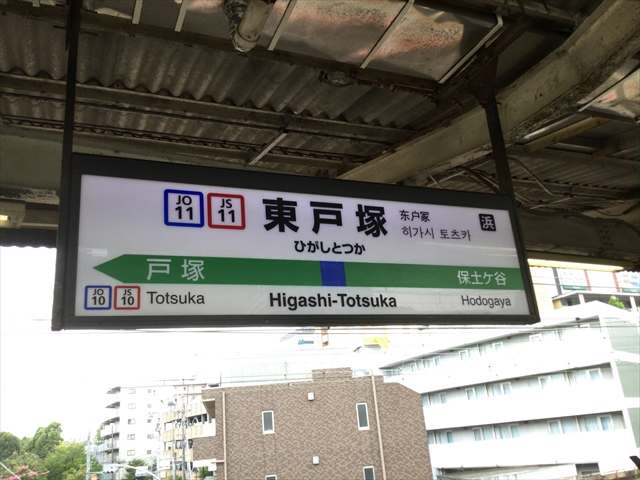 JO 11 JS 11 東戸塚 东户冢 浜
ひがしとつか 히가시 토츠카
戸塚 保土ケ谷
JO 10 JS 10 Totsuka Higashi-Totsuka Hodogaya